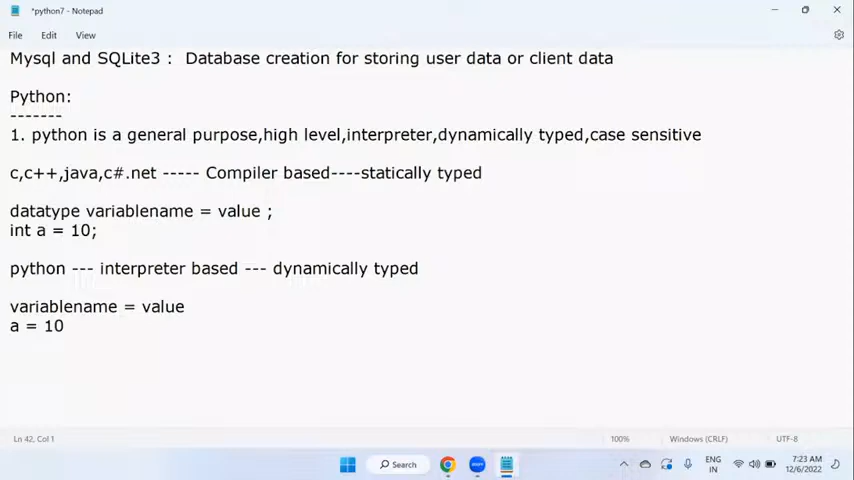 *python7 - Notepad
File Edit View
Mysql and SQLite3 :  Database creation for storing user data or client data
Python:
-------
1. python is a general purpose,high level,interpreter,dynamically typed,case sensitive
c,c++,java,c#.net ----- Compiler based----statically typed
datatype variablename = value ;
int a = 10;
python --- interpreter based --- dynamically typed
variablename = value
a = 10
Ln 42, Col 1 100% Windows (CRLF) UTF-8
Search zoom ENG IN 7:23 AM 12/6/2022